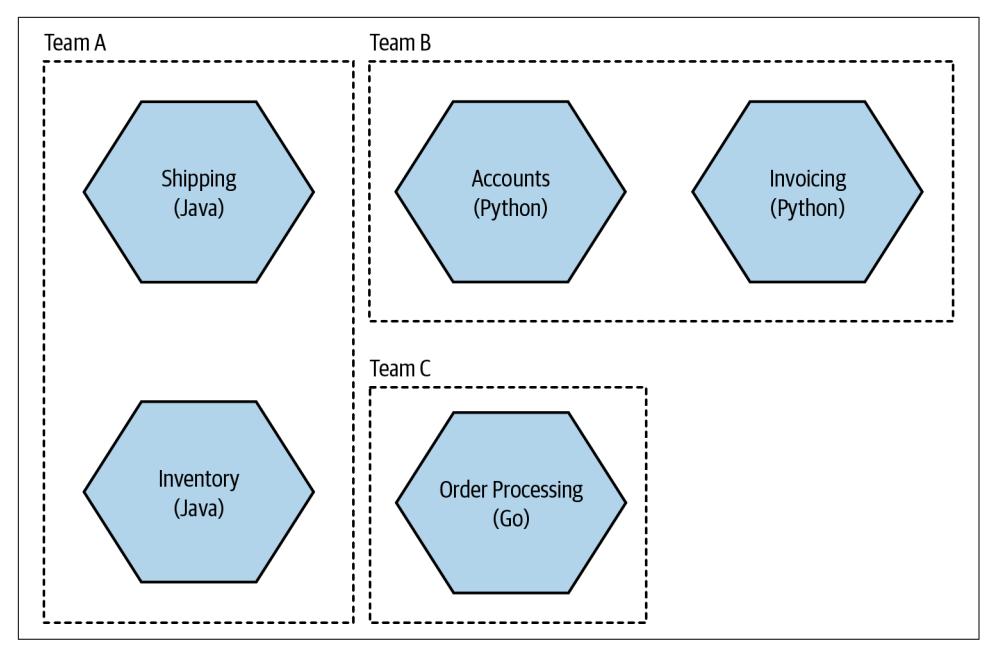 Team A
Shipping
(Java)
Inventory
(Java)
Team B
Accounts
(Python)
Invoicing
(Python)
Team C
Order Processing
(Go)